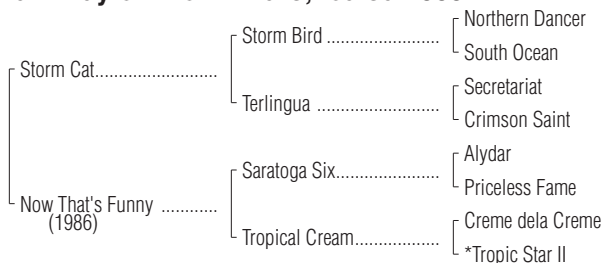 Northern Dancer
Storm Bird
South Ocean
Storm Cat
Secretariat
Terlingua
Crimson Saint
Alydar
Saratoga Six
Priceless Fame
Now That's Funny
(1986)
Creme dela Creme
Tropical Cream
*Tropic Star II